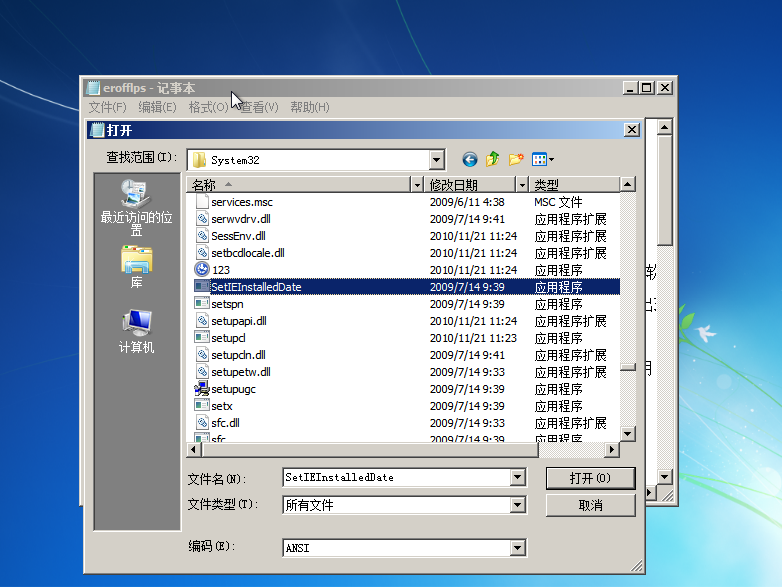 erofflps - 记事本
文件(F) 编辑(E) 格式(O) 查看(V) 帮助(H)
打开
查找范围(I): System32
最近访问的位置
库
计算机
名称 修改日期 类型
services.msc 2009/6/11 4:38 MSC 文件
serwvdrv.dll 2009/7/14 9:41 应用程序扩展
SessEnv.dll 2010/11/21 11:24 应用程序扩展
setbcdlocale.dll 2010/11/21 11:24 应用程序扩展
123 2010/11/21 11:24 应用程序
SetIEInstalledDate 2009/7/14 9:39 应用程序
setspn 2009/7/14 9:39 应用程序
setupapi.dll 2010/11/21 11:24 应用程序扩展
setupcl 2010/11/21 11:23 应用程序
setupcln.dll 2009/7/14 9:41 应用程序扩展
setupetw.dll 2009/7/14 9:33 应用程序扩展
setupugc 2009/7/14 9:39 应用程序
setx 2009/7/14 9:39 应用程序
sfc.dll 2009/7/14 9:33 应用程序扩展
sfc 2009/7/14 9:39 应用程序
文件名(N): SetIEInstalledDate 打开(O)
文件类型(T): 所有文件 取消
编码(E): ANSI